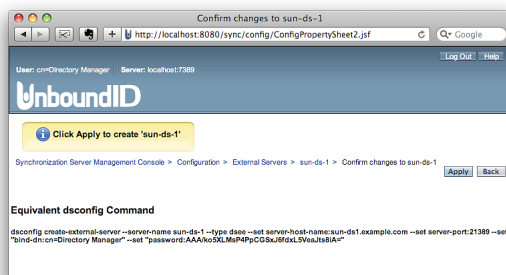 Confirm changes to sun-ds-1
http://localhost:8080/sync/config/ConfigPropertySheet2.jsf
Google
Log Out Help
User: cn=Directory Manager Server: localhost:7389
UnboundID
Click Apply to create 'sun-ds-1'
Synchronization Server Management Console > Configuration > External Servers > sun-ds-1 > Confirm changes to sun-ds-1
Apply Back
Equivalent dsconfig Command
dsconfig create-external-server --server-name sun-ds-1 --type dsee --set server-host-name:sun-ds1.example.com --set server-port:21389 --set
"bind-dn:cn=Directory Manager" --set "password:AAA/ko5XLMsP4PpCGSxJ6fdxL5VeaJts8iA="